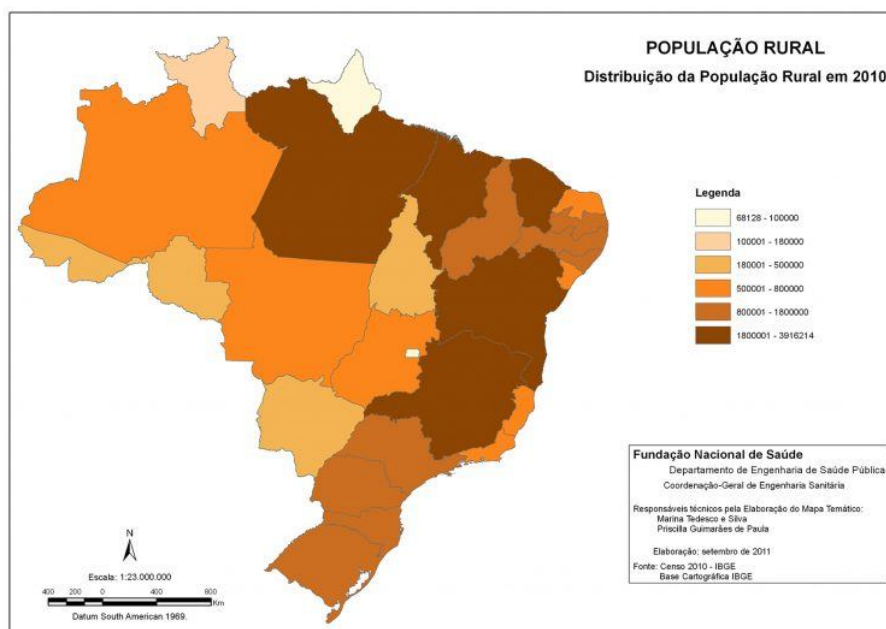 POPULAÇÃO RURAL
Distribuição da População Rural em 2010
Legenda
68128 - 100000
100001 - 180000
180001 - 500000
500001 - 800000
800001 - 1800000
1800001 - 3916214
Fundação Nacional de Saúde
Departamento de Engenharia de Saúde Pública
Coordenação-Geral de Engenharia Sanitária
Responsáveis técnicos pela Elaboração do Mapa Temático:
Marina Tedesco e Silva
Priscilla Guimarães de Paula
Elaboração: setembro de 2011
Fonte: Censo 2010 - IBGE
Base Cartográfica IBGE
N
Escala: 1:23.000.000
400 200 0 400 800
Km
Datum South American 1969.